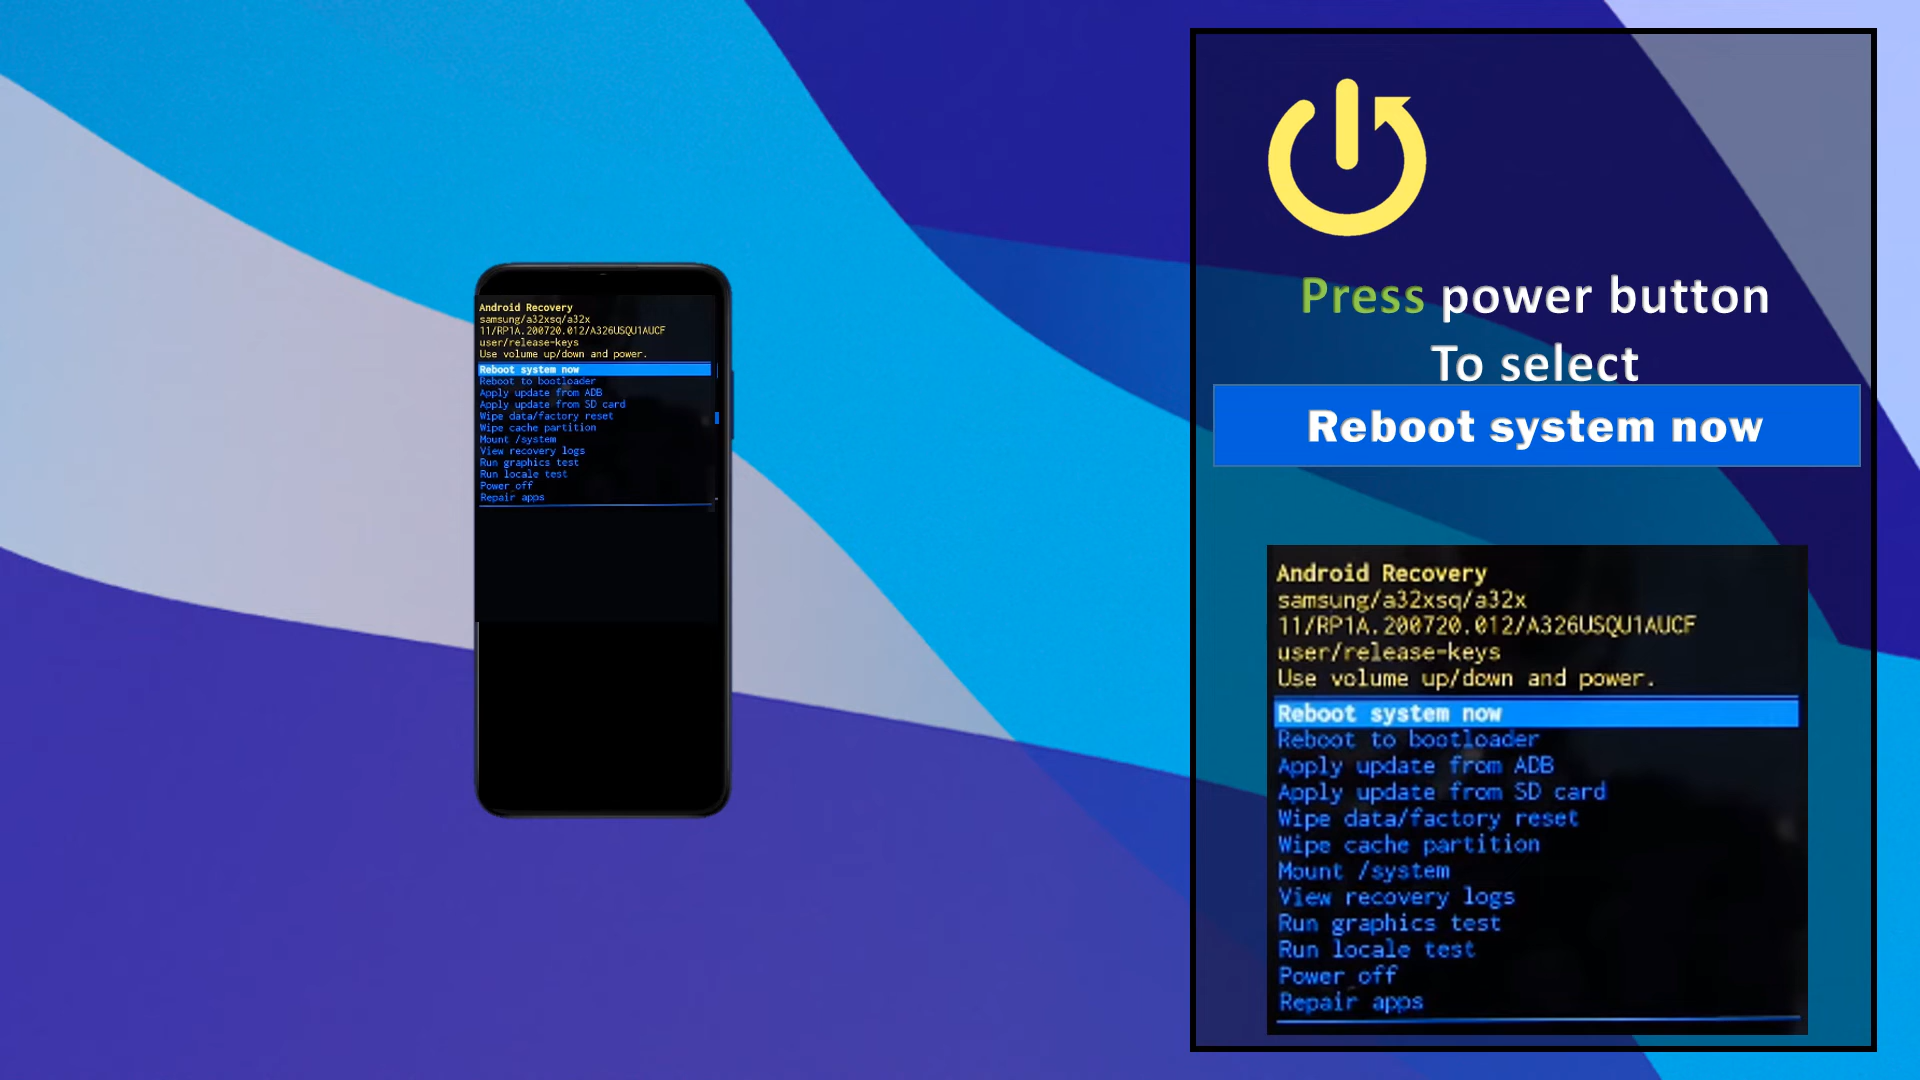 Android Recovery
samsung/a32xsq/a32x
11/RP1A.200720.012/A326USQU1AUCF
user/release-keys
Use volume up/down and power.
Reboot system now
Reboot to bootloader
Apply update from ADB
Apply update from SD card
Wipe data/factory reset
Wipe cache partition
Mount /system
View recovery logs
Run graphics test
Run locale test
Power off
Repair apps
Press power button
To select
Reboot system now
Android Recovery
samsung/a32xsq/a32x
11/RP1A.200720.012/A326USQU1AUCF
user/release-keys
Use volume up/down and power.
Reboot system now
Reboot to bootloader
Apply update from ADB
Apply update from SD card
Wipe data/factory reset
Wipe cache partition
Mount /system
View recovery logs
Run graphics test
Run locale test
Power off
Repair apps